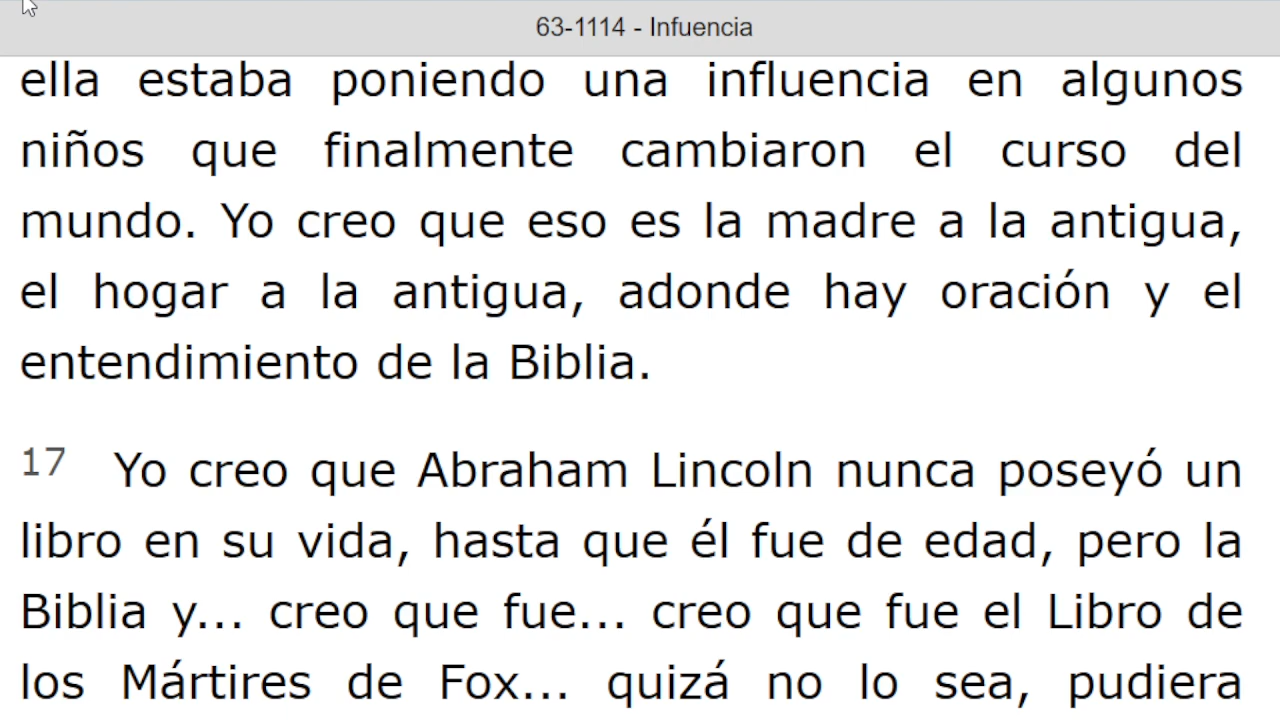 63-1114 - Infuencia
ella estaba poniendo una influencia en algunos
niños que finalmente cambiaron el curso del
mundo. Yo creo que eso es la madre a la antigua,
el hogar a la antigua, adonde hay oración y el
entendimiento de la Biblia.
17 Yo creo que Abraham Lincoln nunca poseyó un
libro en su vida, hasta que él fue de edad, pero la
Biblia y... creo que fue... creo que fue el Libro de
los Mártires de Fox... quizá no lo sea, pudiera